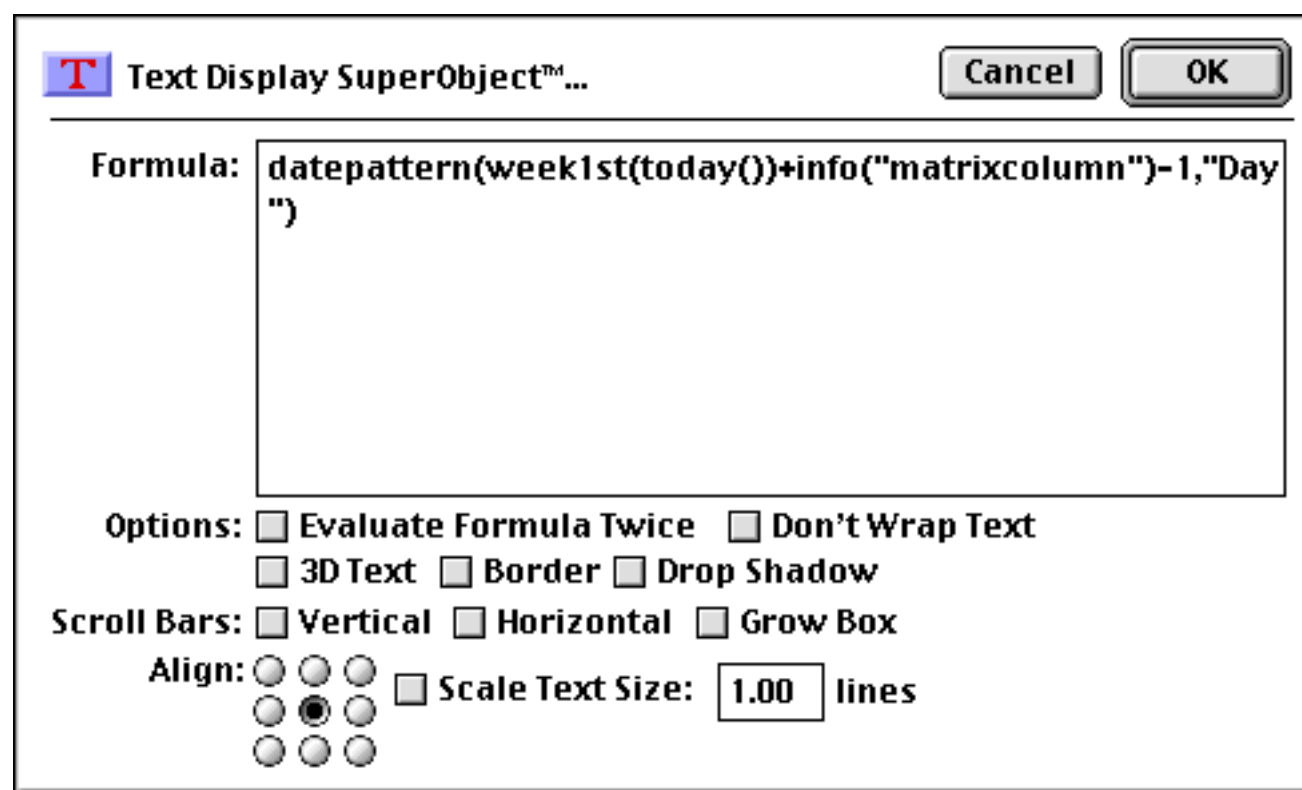 T Text Display SuperObject™... Cancel OK
Formula: datepattern(week1st(today())+info("matrixcolumn")-1,"Day
")
Options: Evaluate Formula Twice Don't Wrap Text
3D Text Border Drop Shadow
Scroll Bars: Vertical Horizontal Grow Box
Align: Scale Text Size: 1.00 lines